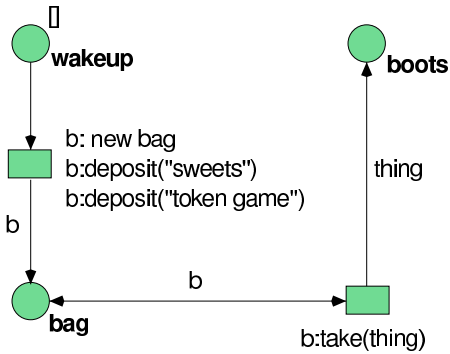 []
wakeup
boots
b: new bag
b:deposit("sweets")
b:deposit("token game")
thing
b
b
bag
b:take(thing)